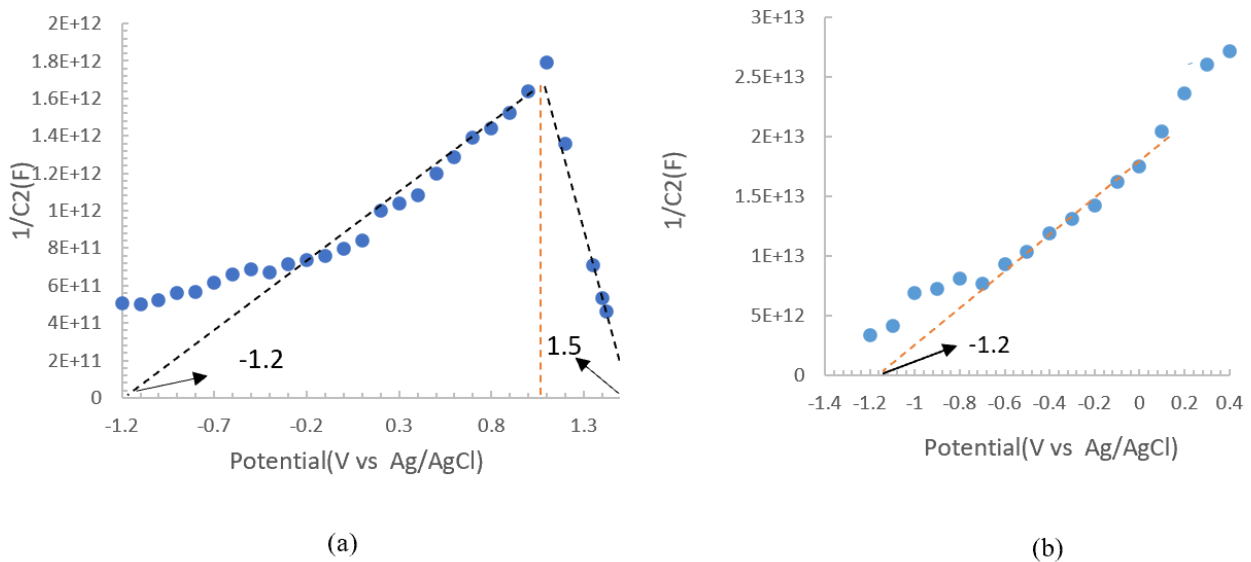 2E+12
1.8E+12
1.6E+12
1.4E+12
1.2E+12
1E+12
8E+11
6E+11
4E+11
2E+11
0
1/C2(F)
-1.2
1.5
-1.2 -0.7 -0.2 0.3 0.8 1.3
Potential(V vs Ag/AgCl)
(a)
3E+13
2.5E+13
2E+13
1.5E+13
1E+13
5E+12
0
1/C2(F)
-1.2
-1.4 -1.2 -1 -0.8 -0.6 -0.4 -0.2 0 0.2 0.4
Potential(V vs Ag/AgCl)
(b)